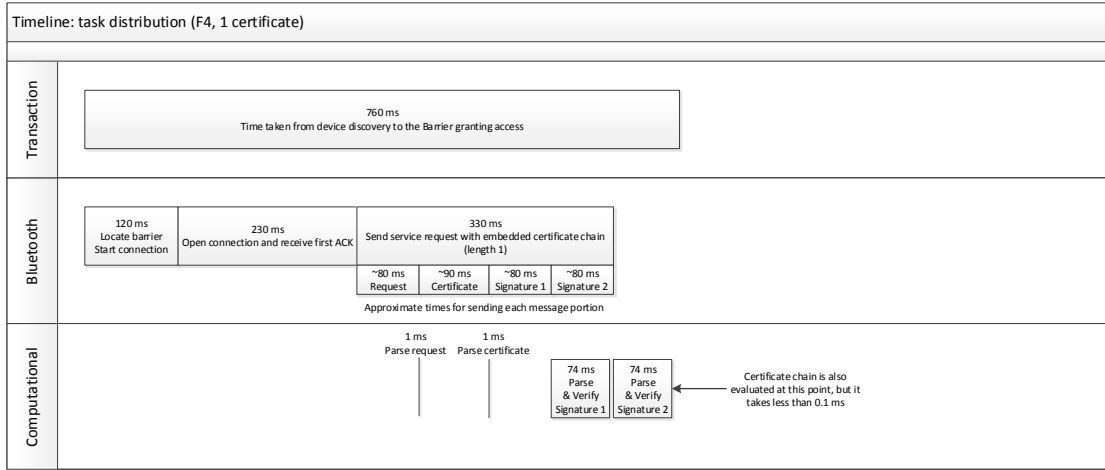 Timeline: task distribution (F4, 1 certificate)
Transaction
760 ms
Time taken from device discovery to the Barrier granting access
Bluetooth
120 ms
Locate barrier
Start connection
230 ms
Open connection and receive first ACK
330 ms
Send service request with embedded certificate chain
(length 1)
~80 ms
Request
~90 ms
Certificate
~80 ms
Signature 1
~80 ms
Signature 2
Approximate times for sending each message portion
Computational
1 ms
Parse request
1 ms
Parse certificate
74 ms
Parse
& Verify
Signature 1
74 ms
Parse
& Verify
Signature 2
Certificate chain is also
evaluated at this point, but it
takes less than 0.1 ms